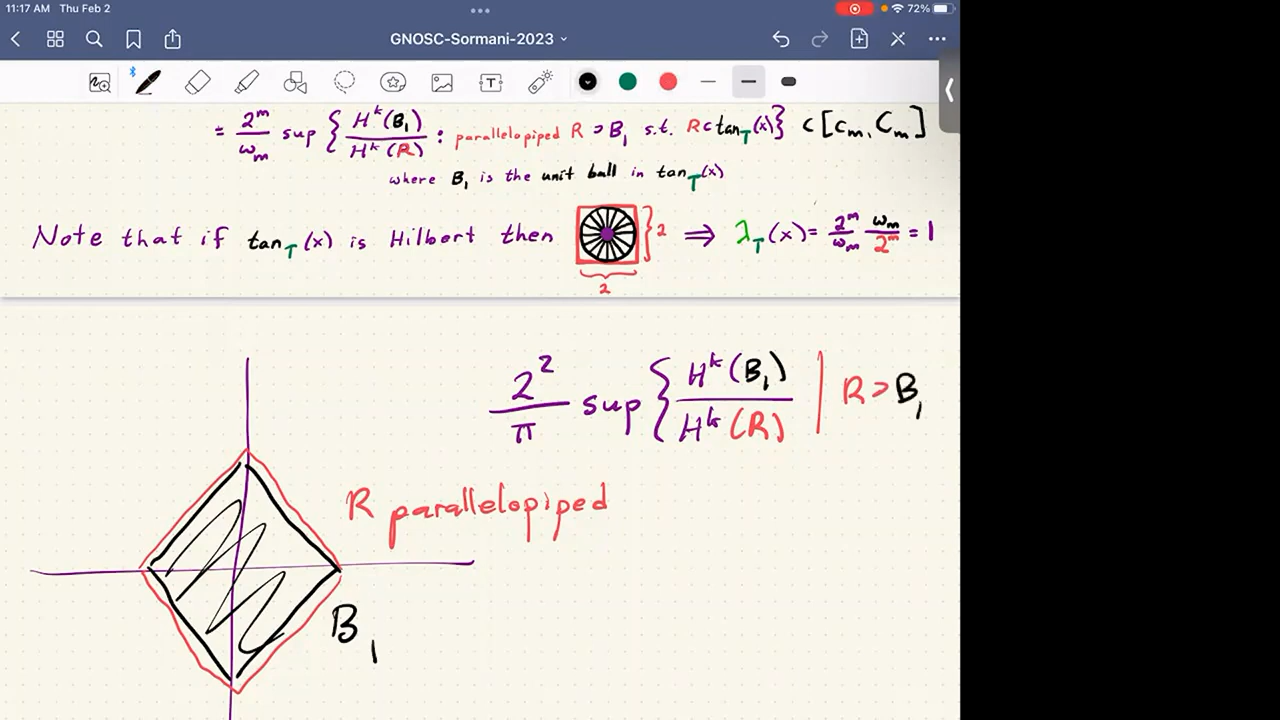 11:17 AM Thu Feb 2
72%
GNOSC-Sormani-2023
= 2^m/ω_m sup { H^k(B_1)/H^k(R) : parallelopiped R ⊃ B_1 s.t. R ⊂ tan_T(x) } ⊂ [c_m, C_m]
where B_1 is the unit ball in tan_T(x)
Note that if tan_T(x) is Hilbert then } 2 ⟹ λ_T(x) = 2^m/ω_m ω_m/2^m = 1
2
2^2/π sup { H^k(B_1)/H^k(R) | R ⊃ B_1
R parallelopiped
B_1